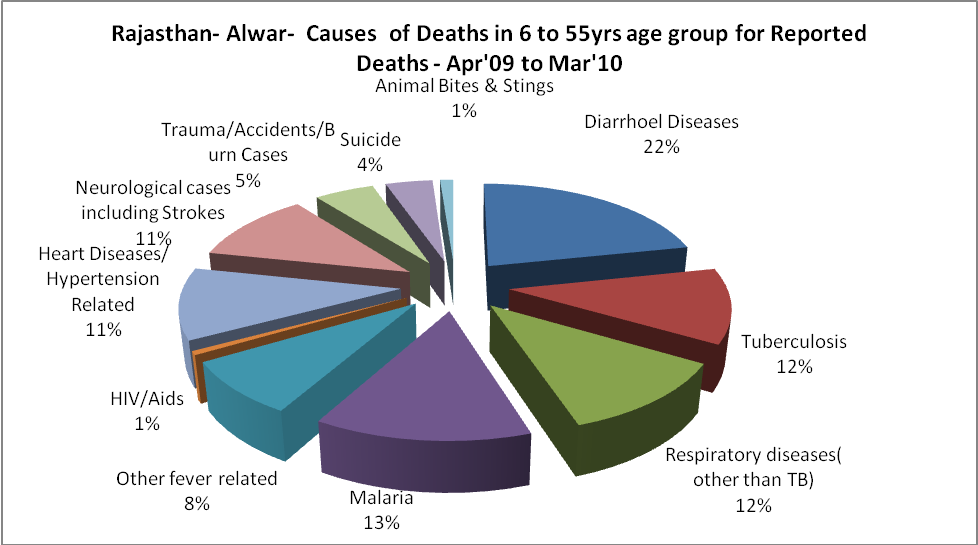 Rajasthan- Alwar-  Causes  of Deaths in 6 to 55yrs age group for Reported
Deaths - Apr'09 to Mar'10
Animal Bites & Stings
1%
Diarrhoel Diseases
22%
Tuberculosis
12%
Respiratory diseases(
other than TB)
12%
Malaria
13%
Other fever related
8%
HIV/Aids
1%
Heart Diseases/
Hypertension
Related
11%
Neurological cases
including Strokes
11%
Trauma/Accidents/B
urn Cases
5%
Suicide
4%